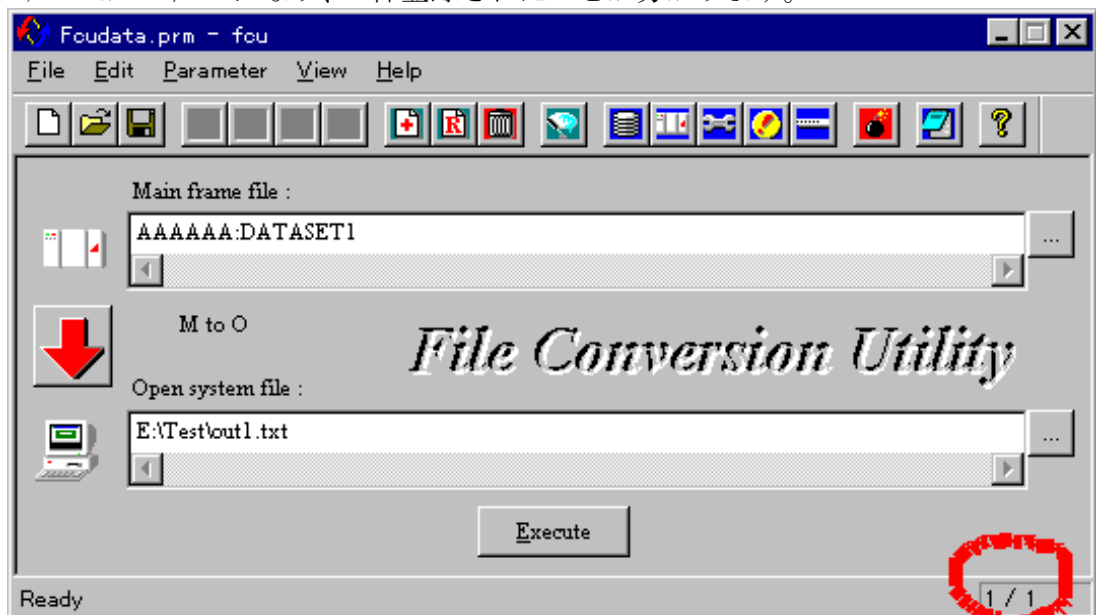 Fcudata.prm - fcu
File Edit Parameter View Help
Main frame file :
AAAAAA:DATASET1
...
M to O
File Conversion Utility
Open system file :
E:\Test\out1.txt
...
Execute
Ready
1 / 1